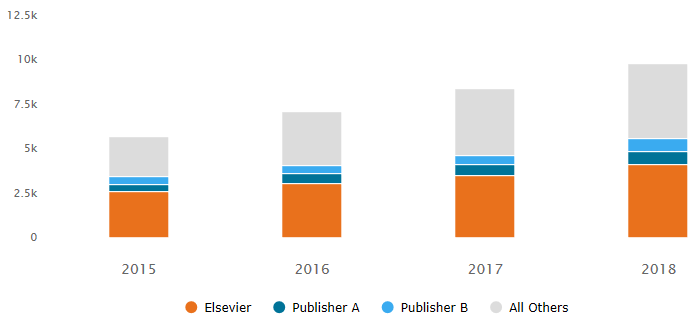 12.5k
10k
7.5k
5k
2.5k
0
2015 2016 2017 2018
Elsevier Publisher A Publisher B All Others